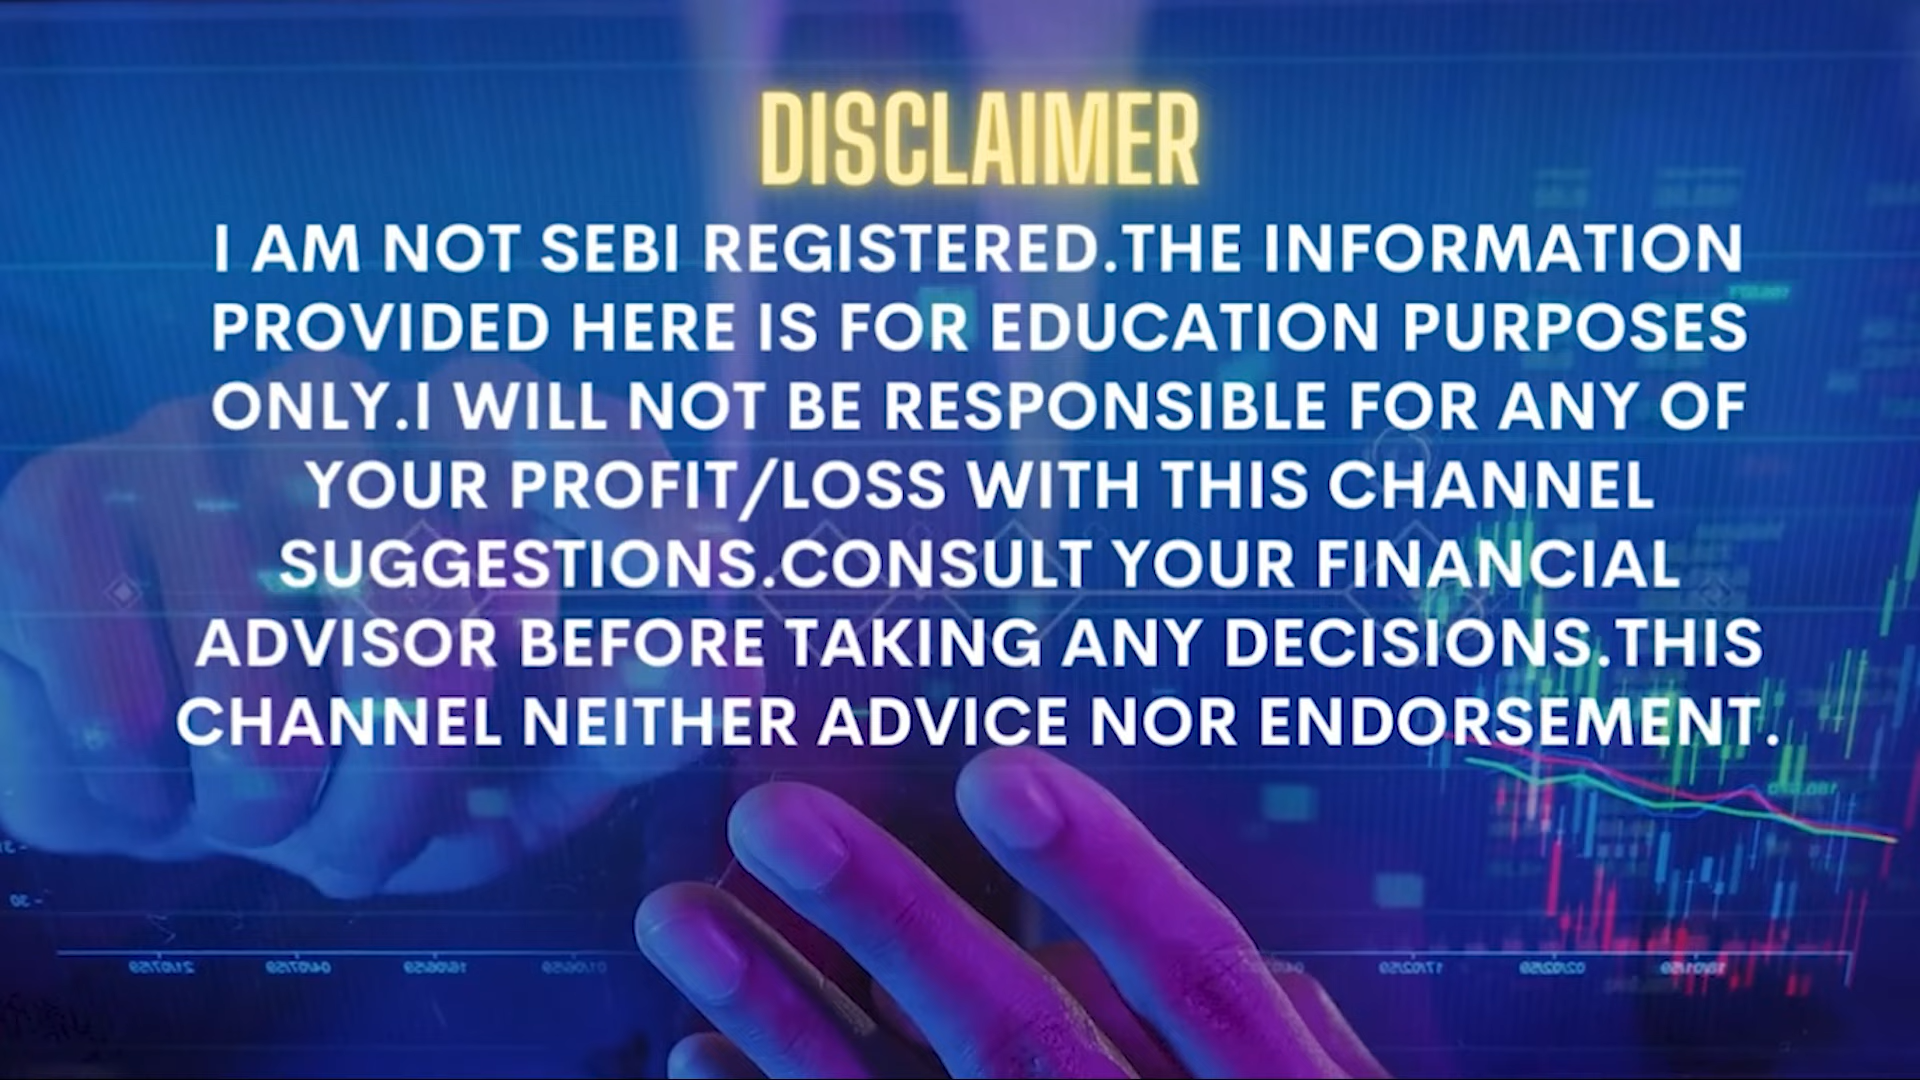 DISCLAIMER
I AM NOT SEBI REGISTERED.THE INFORMATION
PROVIDED HERE IS FOR EDUCATION PURPOSES
ONLY.I WILL NOT BE RESPONSIBLE FOR ANY OF
YOUR PROFIT/LOSS WITH THIS CHANNEL
SUGGESTIONS.CONSULT YOUR FINANCIAL
ADVISOR BEFORE TAKING ANY DECISIONS.THIS
CHANNEL NEITHER ADVICE NOR ENDORSEMENT.